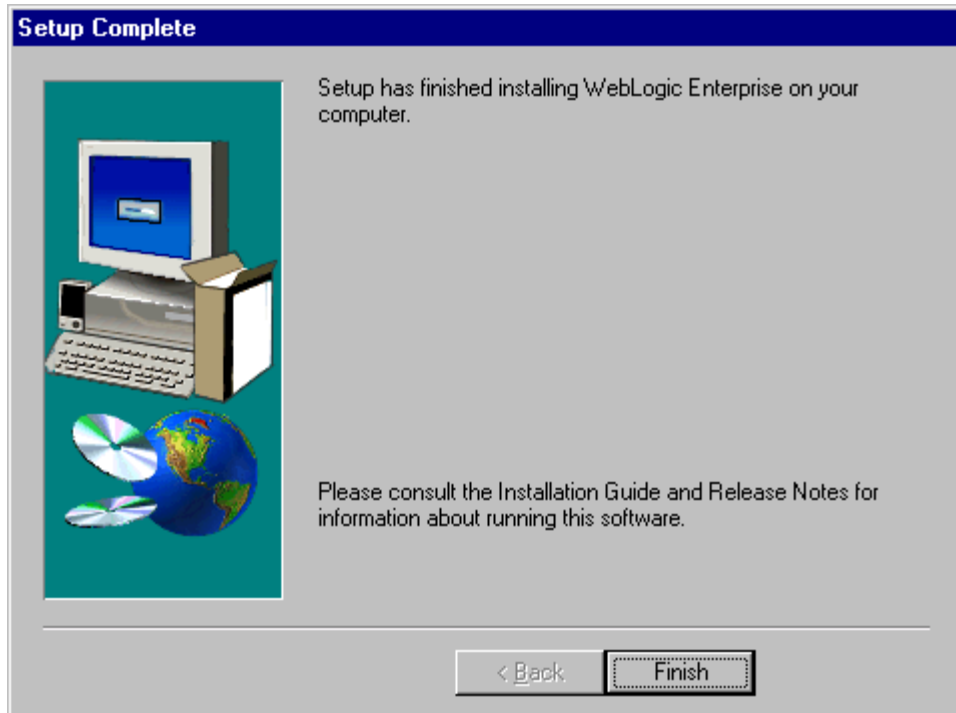 Setup Complete
Setup has finished installing WebLogic Enterprise on your
computer.
Please consult the Installation Guide and Release Notes for
information about running this software.
< Back
Finish